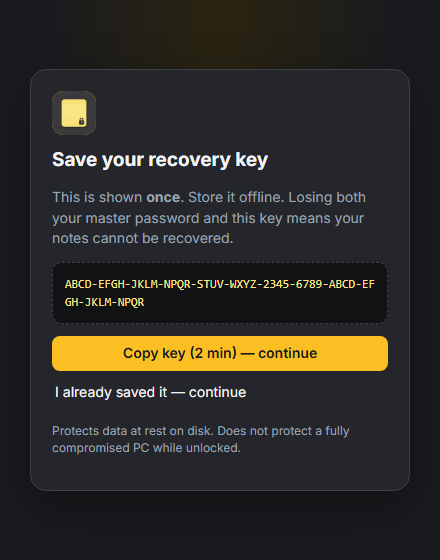 Save your recovery key
This is shown once. Store it offline. Losing both
your master password and this key means your
notes cannot be recovered.
ABCD-EFGH-JKLM-NPQR-STUV-WXYZ-2345-6789-ABCD-EF
GH-JKLM-NPQR
Copy key (2 min) — continue
I already saved it — continue
Protects data at rest on disk. Does not protect a fully
compromised PC while unlocked.